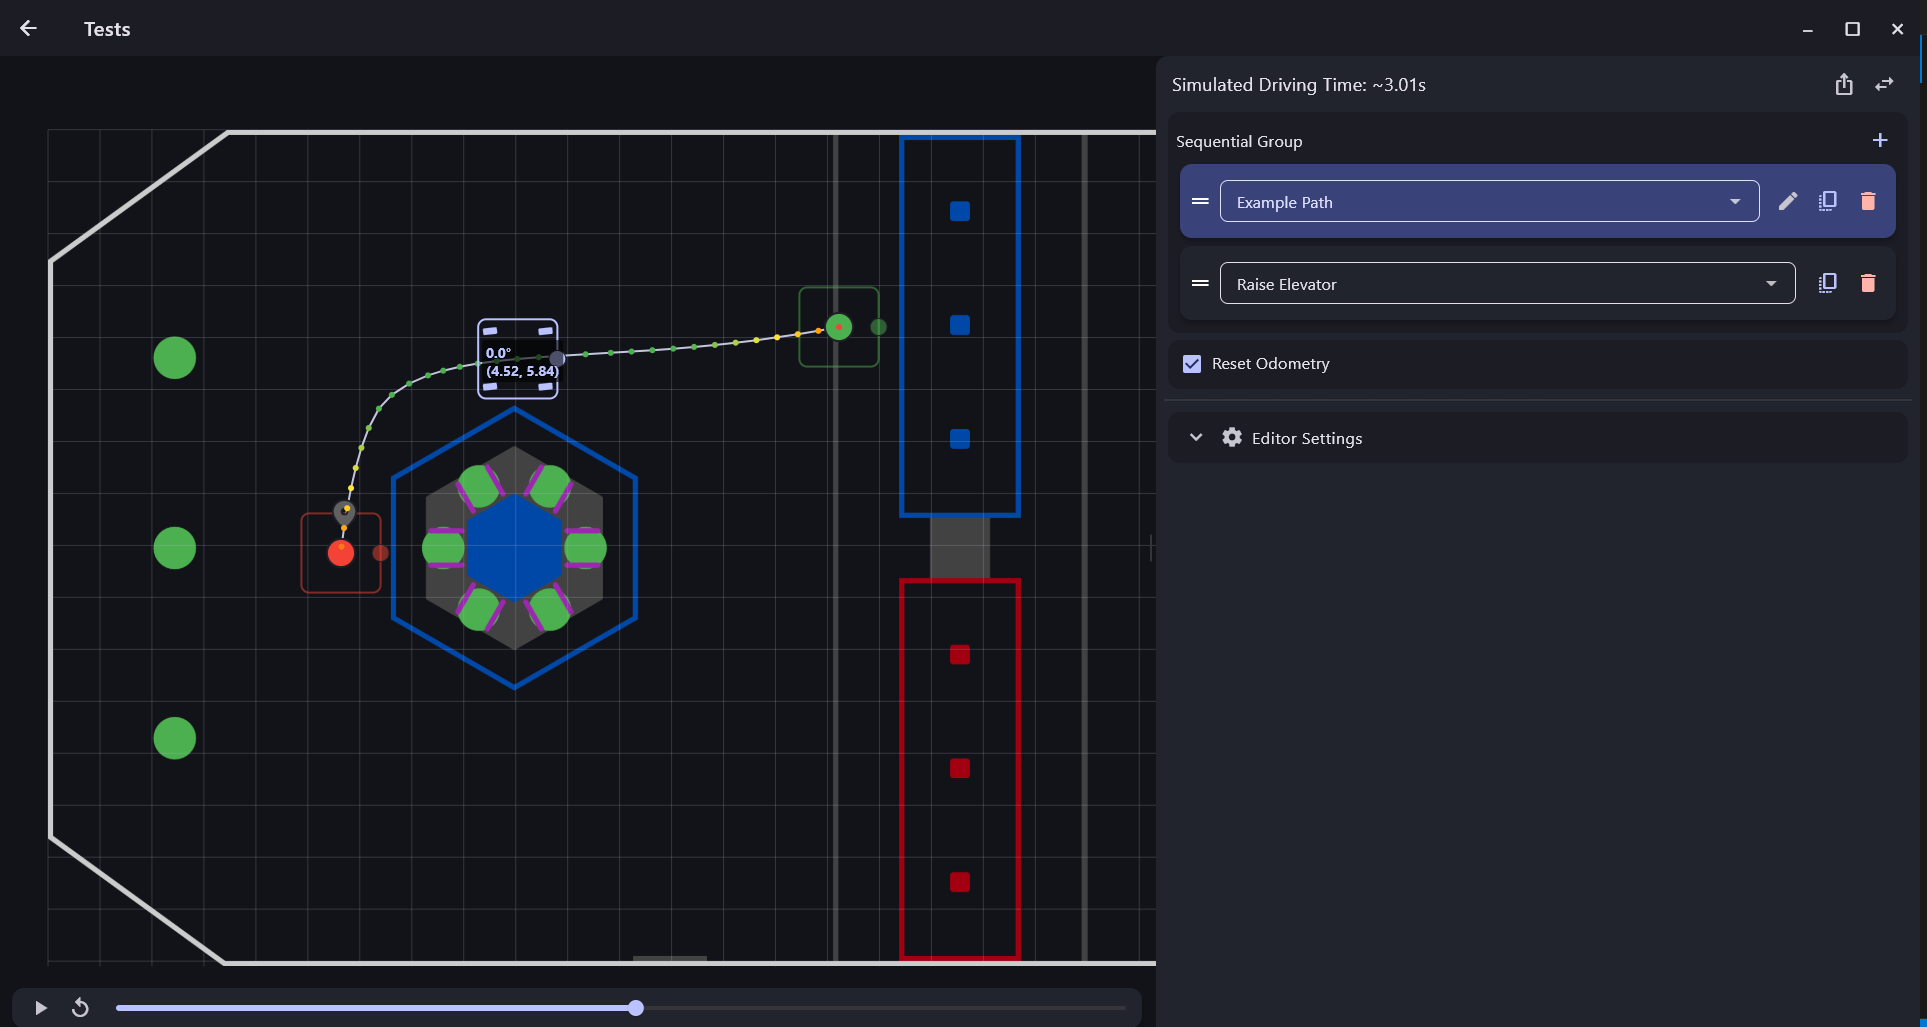 Tests
Simulated Driving Time: ~3.01s
Sequential Group
Example Path
Raise Elevator
Reset Odometry
Editor Settings
0.0°
(4.52, 5.84)